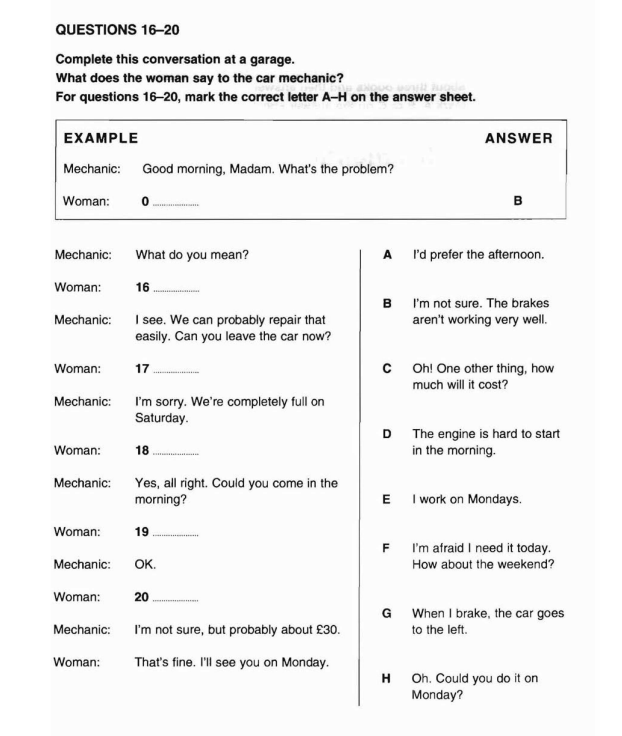 QUESTIONS 16–20
Complete this conversation at a garage.
What does the woman say to the car mechanic?
For questions 16–20, mark the correct letter A–H on the answer sheet.
EXAMPLE ANSWER
Mechanic: Good morning, Madam. What's the problem?
Woman: 0 .................... B
Mechanic: What do you mean?
Woman: 16 ....................
Mechanic: I see. We can probably repair that
easily. Can you leave the car now?
Woman: 17 ....................
Mechanic: I'm sorry. We're completely full on
Saturday.
Woman: 18 ....................
Mechanic: Yes, all right. Could you come in the
morning?
Woman: 19 ....................
Mechanic: OK.
Woman: 20 ....................
Mechanic: I'm not sure, but probably about £30.
Woman: That's fine. I'll see you on Monday.
A I'd prefer the afternoon.
B I'm not sure. The brakes
aren't working very well.
C Oh! One other thing, how
much will it cost?
D The engine is hard to start
in the morning.
E I work on Mondays.
F I'm afraid I need it today.
How about the weekend?
G When I brake, the car goes
to the left.
H Oh. Could you do it on
Monday?